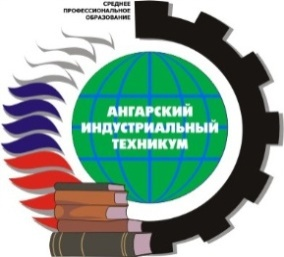 СРЕДНЕЕ
ПРОФЕССИОНАЛЬНОЕ
ОБРАЗОВАНИЕ
АНГАРСКИЙ
ИНДУСТРИАЛЬНЫЙ
ТЕХНИКУМ